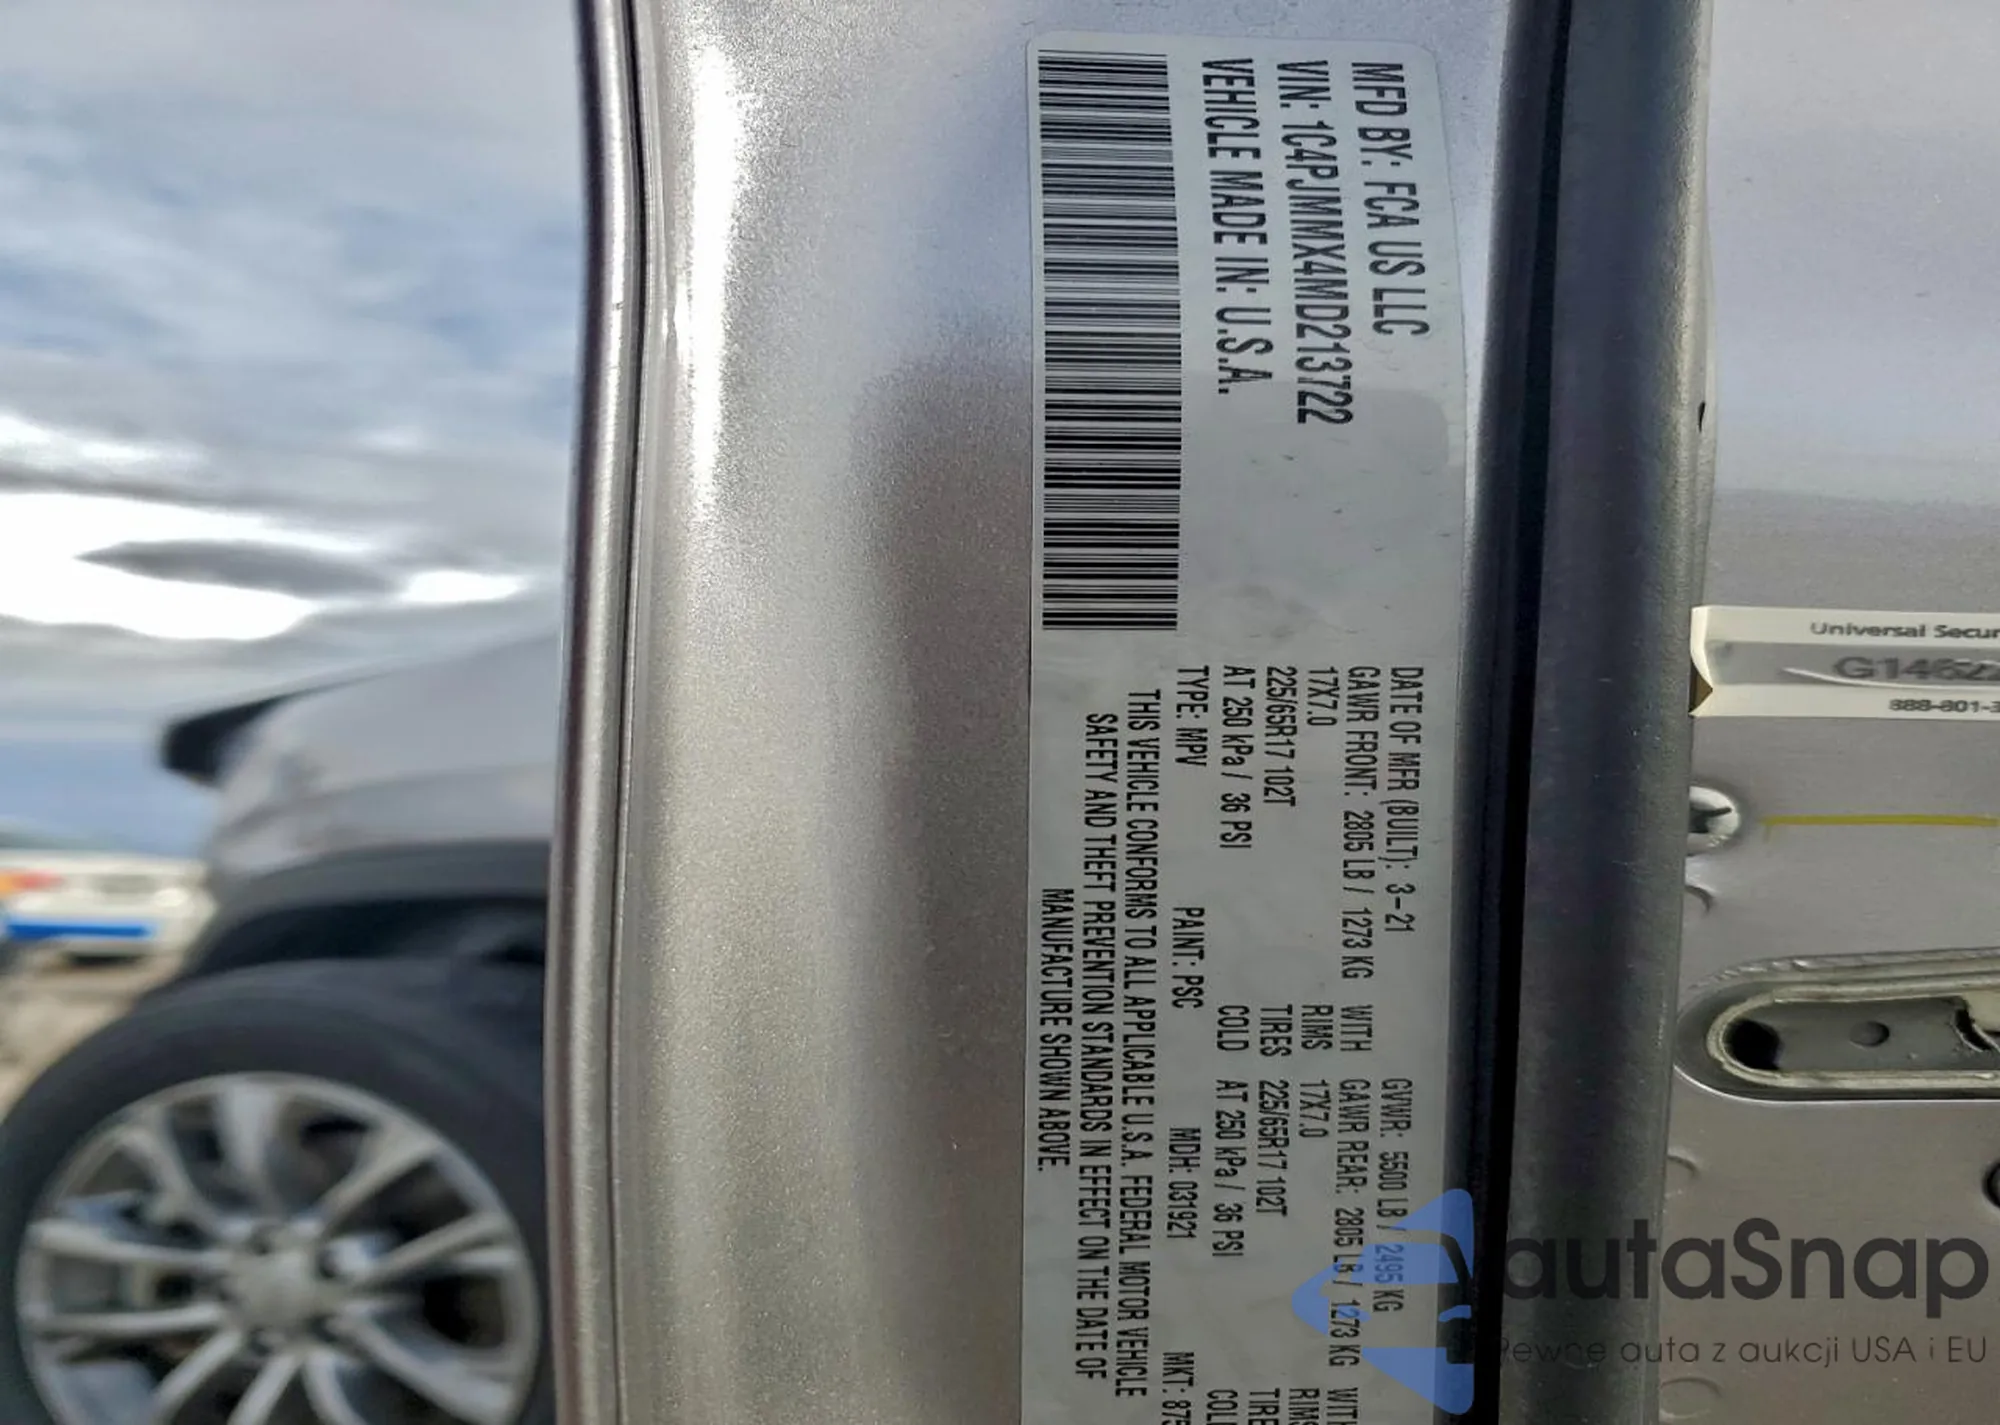 MFD BY: FCA US LLC
VIN: 1C4PJMMX4MD213722
VEHICLE MADE IN: U.S.A.
DATE OF MFR (BUILT): 3-21
GVWR: 5500 LB / 2495 KG
GAWR FRONT: 2805 LB / 1273 KG WITH
GAWR REAR: 2805 LB / 1273 KG
17X7.0 RIMS 17X7.0
225/65R17 102T TIRES 225/65R17 102T
AT 250 kPa / 36 PSI COLD AT 250 kPa / 36 PSI
TYPE: MPV PAINT: PSC MDH: 031921 MKT:
THIS VEHICLE CONFORMS TO ALL APPLICABLE U.S.A. FEDERAL MOTOR VEHICLE
SAFETY AND THEFT PREVENTION STANDARDS IN EFFECT ON THE DATE OF
MANUFACTURE SHOWN ABOVE.
Universal
888-801-
autaSnap
Pewne auta z aukcji USA i EU